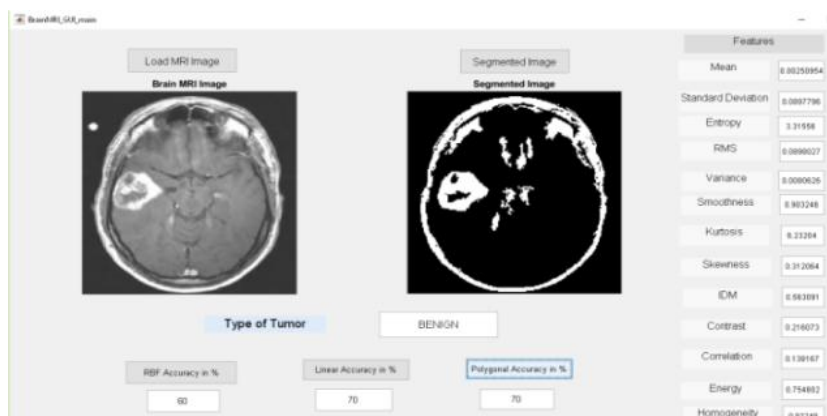 BrainMRI_GUI_main
Load MRI Image
Brain MRI Image
Segmented Image
Segmented Image
Type of Tumor
BENIGN
RBF Accuracy in %
60
Linear Accuracy in %
70
Polygonal Accuracy in %
70
Features
Mean 0.00250954
Standard Deviation 0.0897796
Entropy 3.31558
RMS 0.0898027
Variance 0.0080626
Smoothness 0.903248
Kurtosis 6.23204
Skewness 0.312064
IDM 0.563091
Contrast 0.216073
Correlation 0.139167
Energy 0.754802
Homogeneity